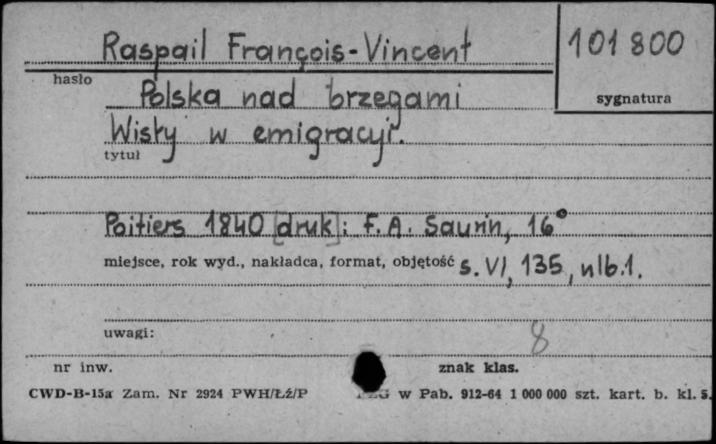 Raspail François-Vincent
101 800
hasło
sygnatura
Polska nad brzegami
Wisły w emigracyi.
tytuł
Poitiers 1840 [druk]: F. A. Saurin, 16°
miejsce, rok wyd., nakładca, format, objętość s. VI, 135, nlb. 1.
uwagi:
8
nr inw.
znak klas.
CWD-B-15a Zam. Nr 2924 PWH/Łź/P
w Pab. 912-64 1 000 000 szt. kart. b. kl. 5.